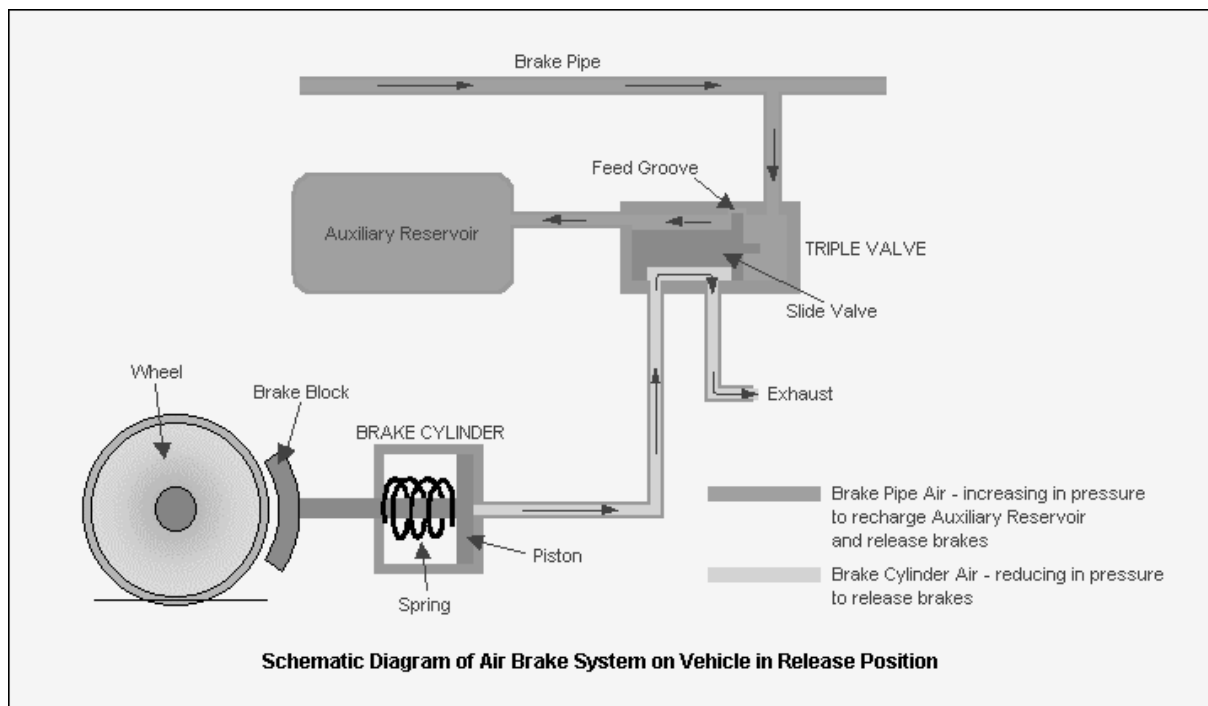 Brake Pipe
Feed Groove
Auxiliary Reservoir
TRIPLE VALVE
Slide Valve
Wheel
Brake Block
Exhaust
BRAKE CYLINDER
Brake Pipe Air - increasing in pressure
to recharge Auxiliary Reservoir
and release brakes
Piston
Brake Cylinder Air - reducing in pressure
to release brakes
Spring
Schematic Diagram of Air Brake System on Vehicle in Release Position